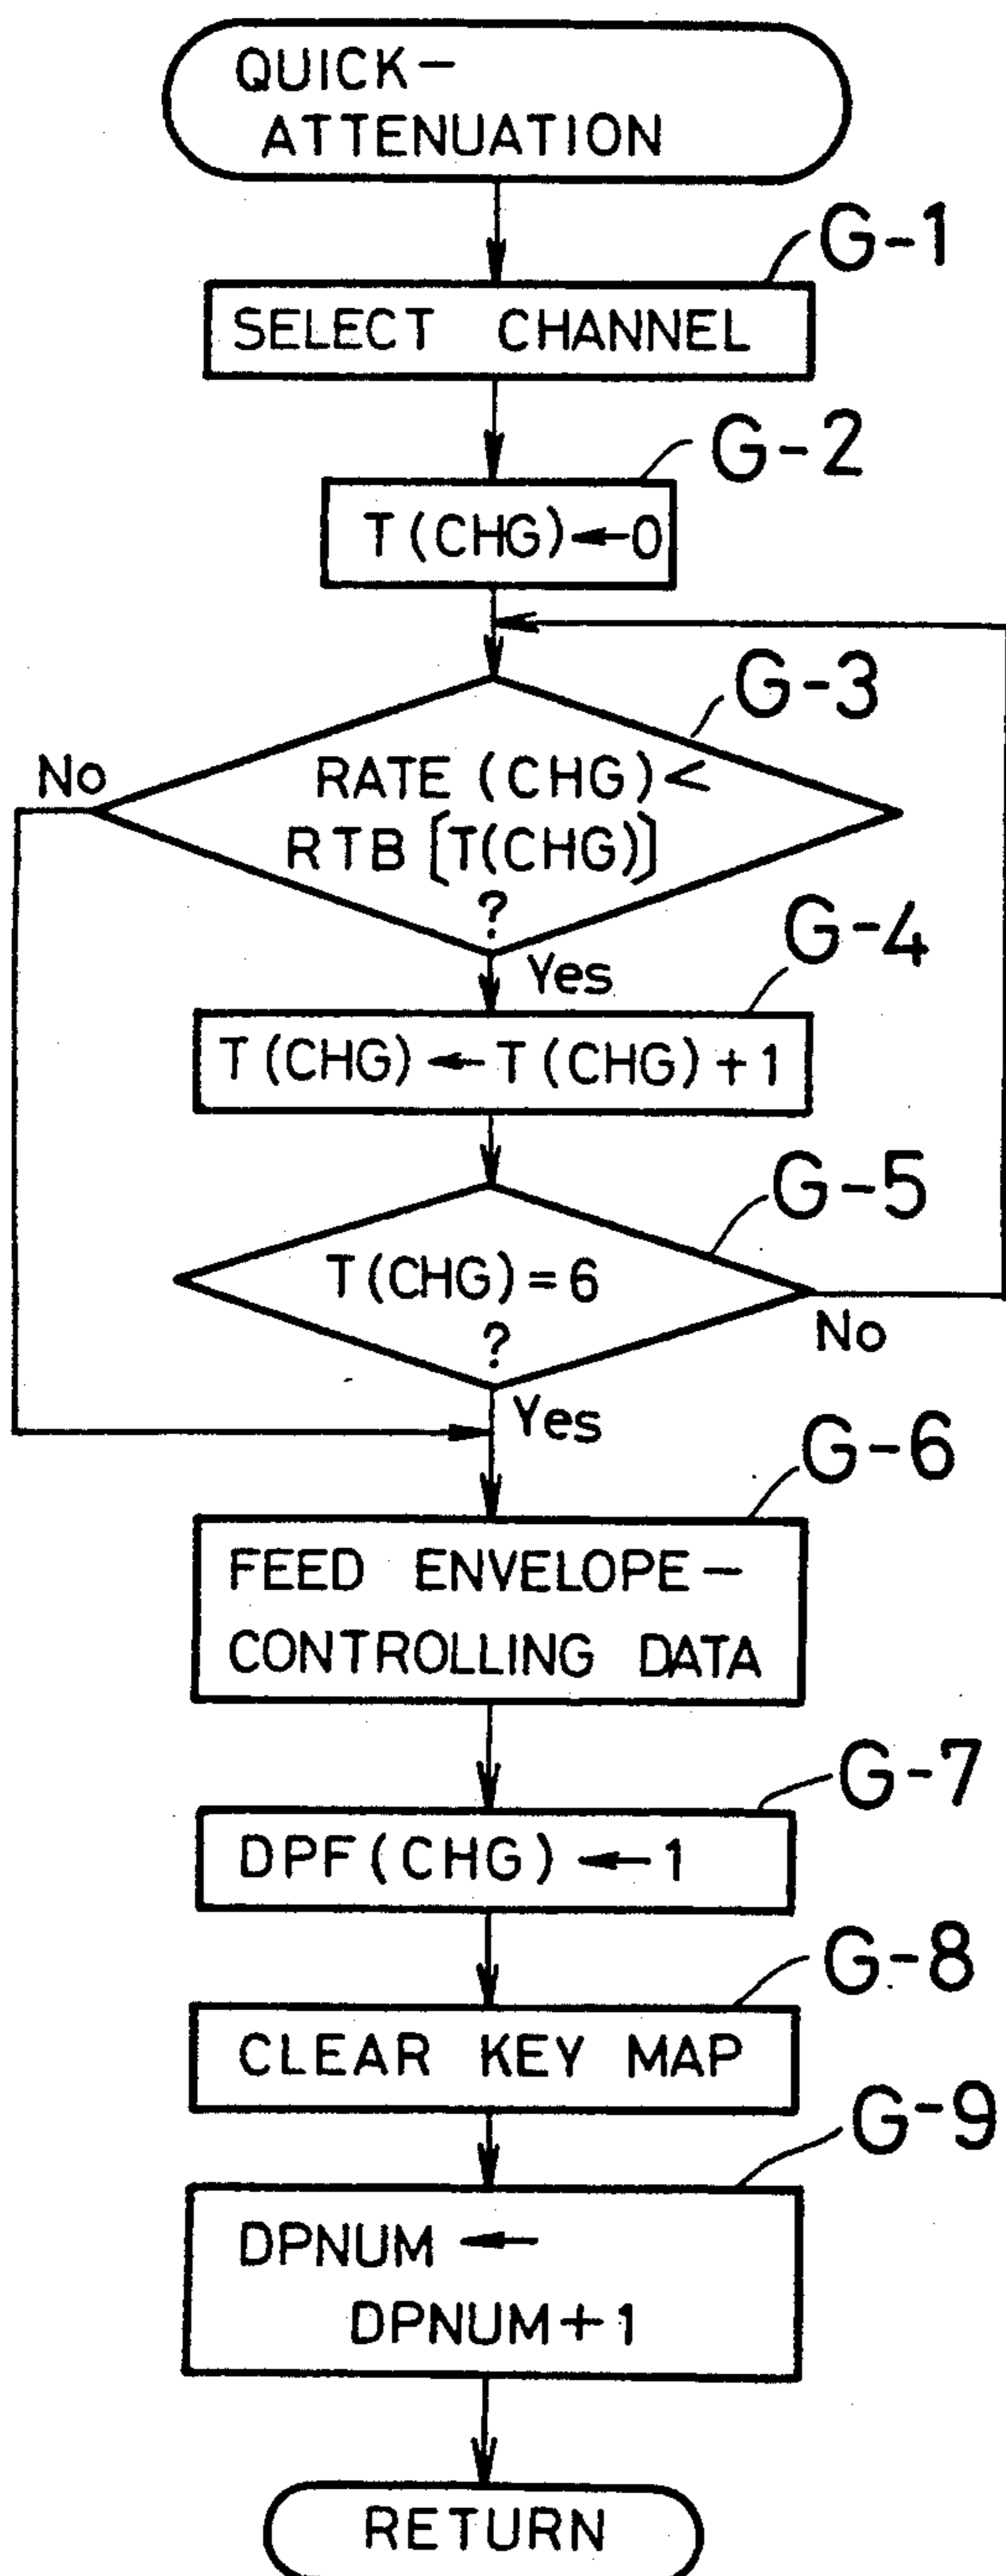 QUICK-
ATTENUATION
G-1
SELECT CHANNEL
G-2
T(CHG)←0
G-3
No
RATE (CHG)<
RTB [T(CHG)]
?
G-4
Yes
T(CHG)←T(CHG)+1
G-5
T(CHG)=6
?
No
Yes
G-6
FEED ENVELOPE-
CONTROLLING DATA
G-7
DPF(CHG)←1
G-8
CLEAR KEY MAP
G-9
DPNUM ←
DPNUM+1
RETURN